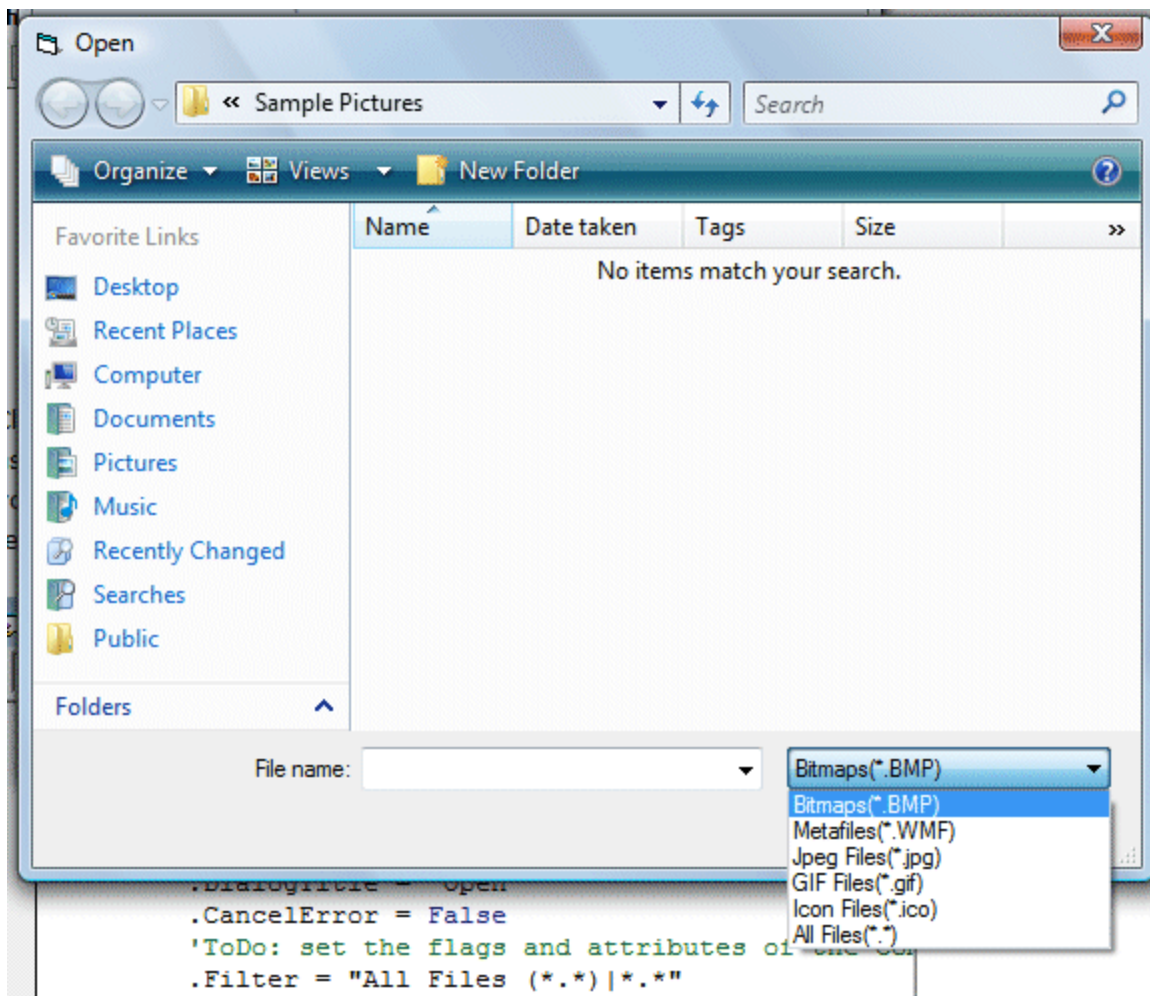 Open
« Sample Pictures
Search
Organize Views New Folder
Favorite Links
Name Date taken Tags Size »
No items match your search.
Desktop
Recent Places
Computer
Documents
Pictures
Music
Recently Changed
Searches
Public
Folders
File name:
Bitmaps(*.BMP)
Bitmaps(*.BMP)
Metafiles(*.WMF)
Jpeg Files(*.jpg)
GIF Files(*.gif)
Icon Files(*.ico)
All Files(*.*)
.DialogTitle = "Open"
.CancelError = False
'ToDo: set the flags and attributes of the
.Filter = "All Files (*.*)|*.*"